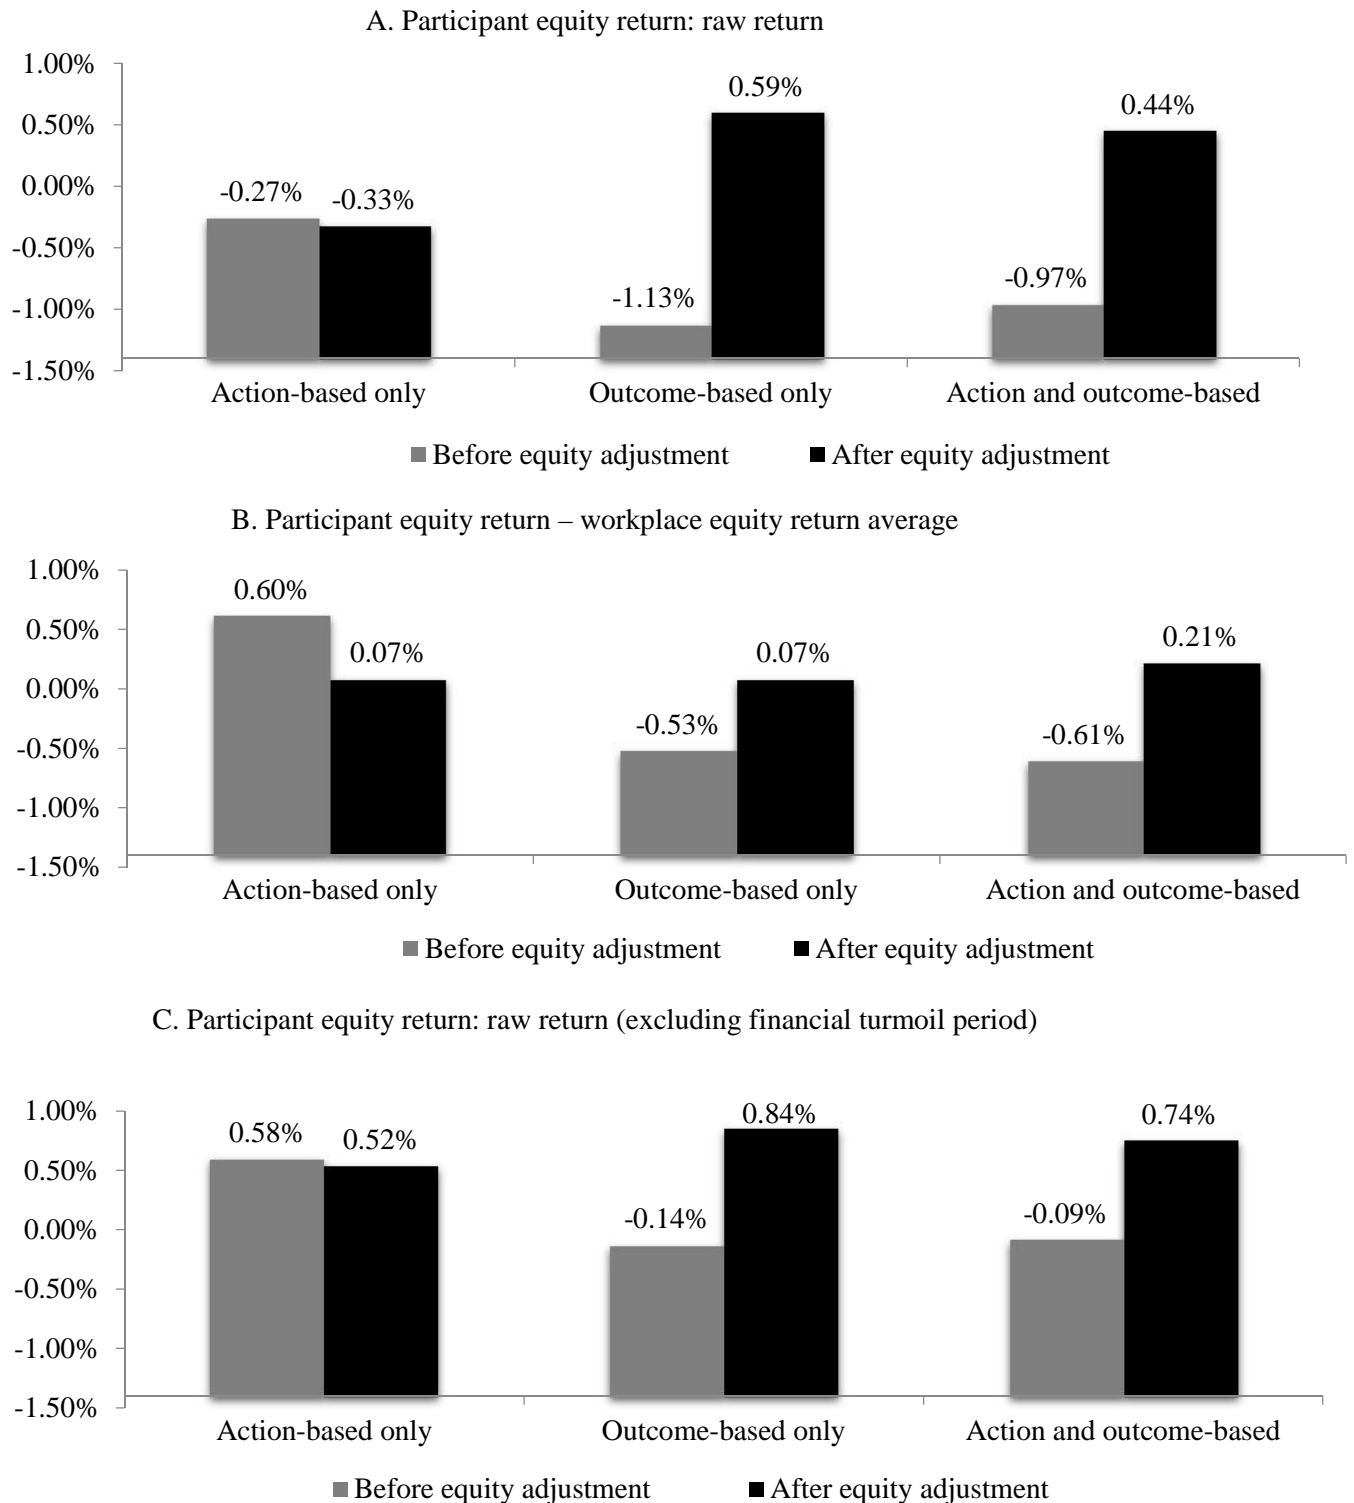 A. Participant equity return: raw return
1.00%
0.50%
0.00%
-0.50%
-1.00%
-1.50%
-0.27%
-0.33%
-1.13%
0.59%
-0.97%
0.44%
Action-based only
Outcome-based only
Action and outcome-based
Before equity adjustment
After equity adjustment
B. Participant equity return – workplace equity return average
1.00%
0.50%
0.00%
-0.50%
-1.00%
-1.50%
0.60%
0.07%
-0.53%
0.07%
-0.61%
0.21%
Action-based only
Outcome-based only
Action and outcome-based
Before equity adjustment
After equity adjustment
C. Participant equity return: raw return (excluding financial turmoil period)
1.00%
0.50%
0.00%
-0.50%
-1.00%
-1.50%
0.58%
0.52%
-0.14%
0.84%
-0.09%
0.74%
Action-based only
Outcome-based only
Action and outcome-based
Before equity adjustment
After equity adjustment